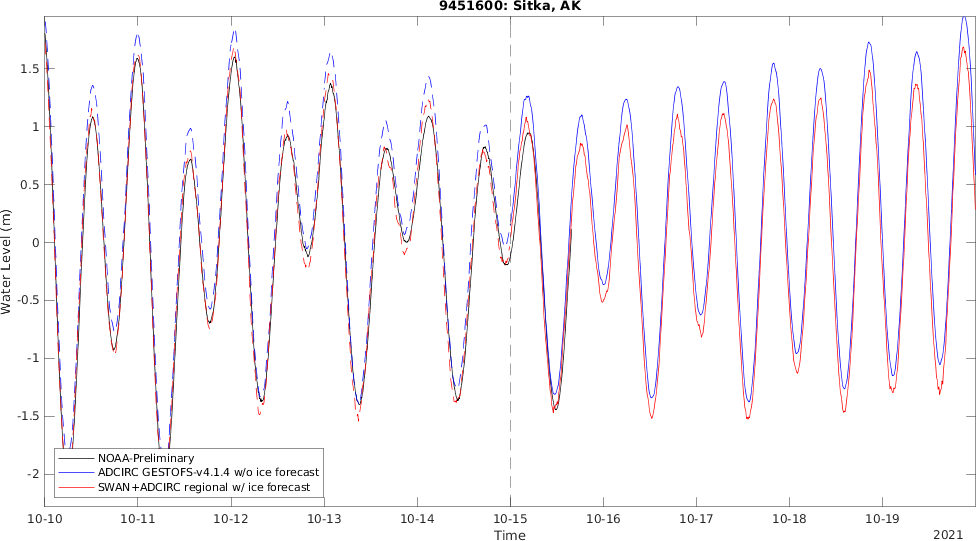 9451600: Sitka, AK
Water Level (m)
1.5
1
0.5
0
-0.5
-1
-1.5
-2
NOAA-Preliminary
ADCIRC GESTOFS-v4.1.4 w/o ice forecast
SWAN+ADCIRC regional w/ ice forecast
10-10 10-11 10-12 10-13 10-14 10-15 10-16 10-17 10-18 10-19
Time
2021